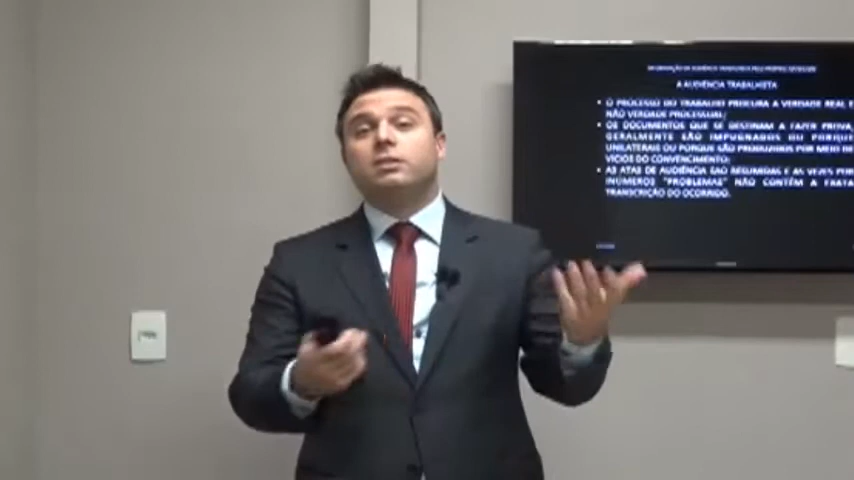 A AUDIÊNCIA TRABALHISTA
• O PROCESSO DO TRABALHO PROCURA A VERDADE REAL E
NÃO VERDADE PROCESSUAL;
• OS DOCUMENTOS QUE SE DESTINAM A FAZER PROVA,
GERALMENTE SÃO IMPUGNADOS OU PORQUE
UNILATERAIS OU PORQUE SÃO PRODUZIDOS POR MEIO DE
VÍCIOS DO CONVENCIMENTO;
• AS ATAS DE AUDIÊNCIA SÃO RESUMIDAS E AS VEZES POR
INÚMEROS "PROBLEMAS" NÃO CONTÉM A EXATA
TRANSCRIÇÃO DO OCORRIDO.